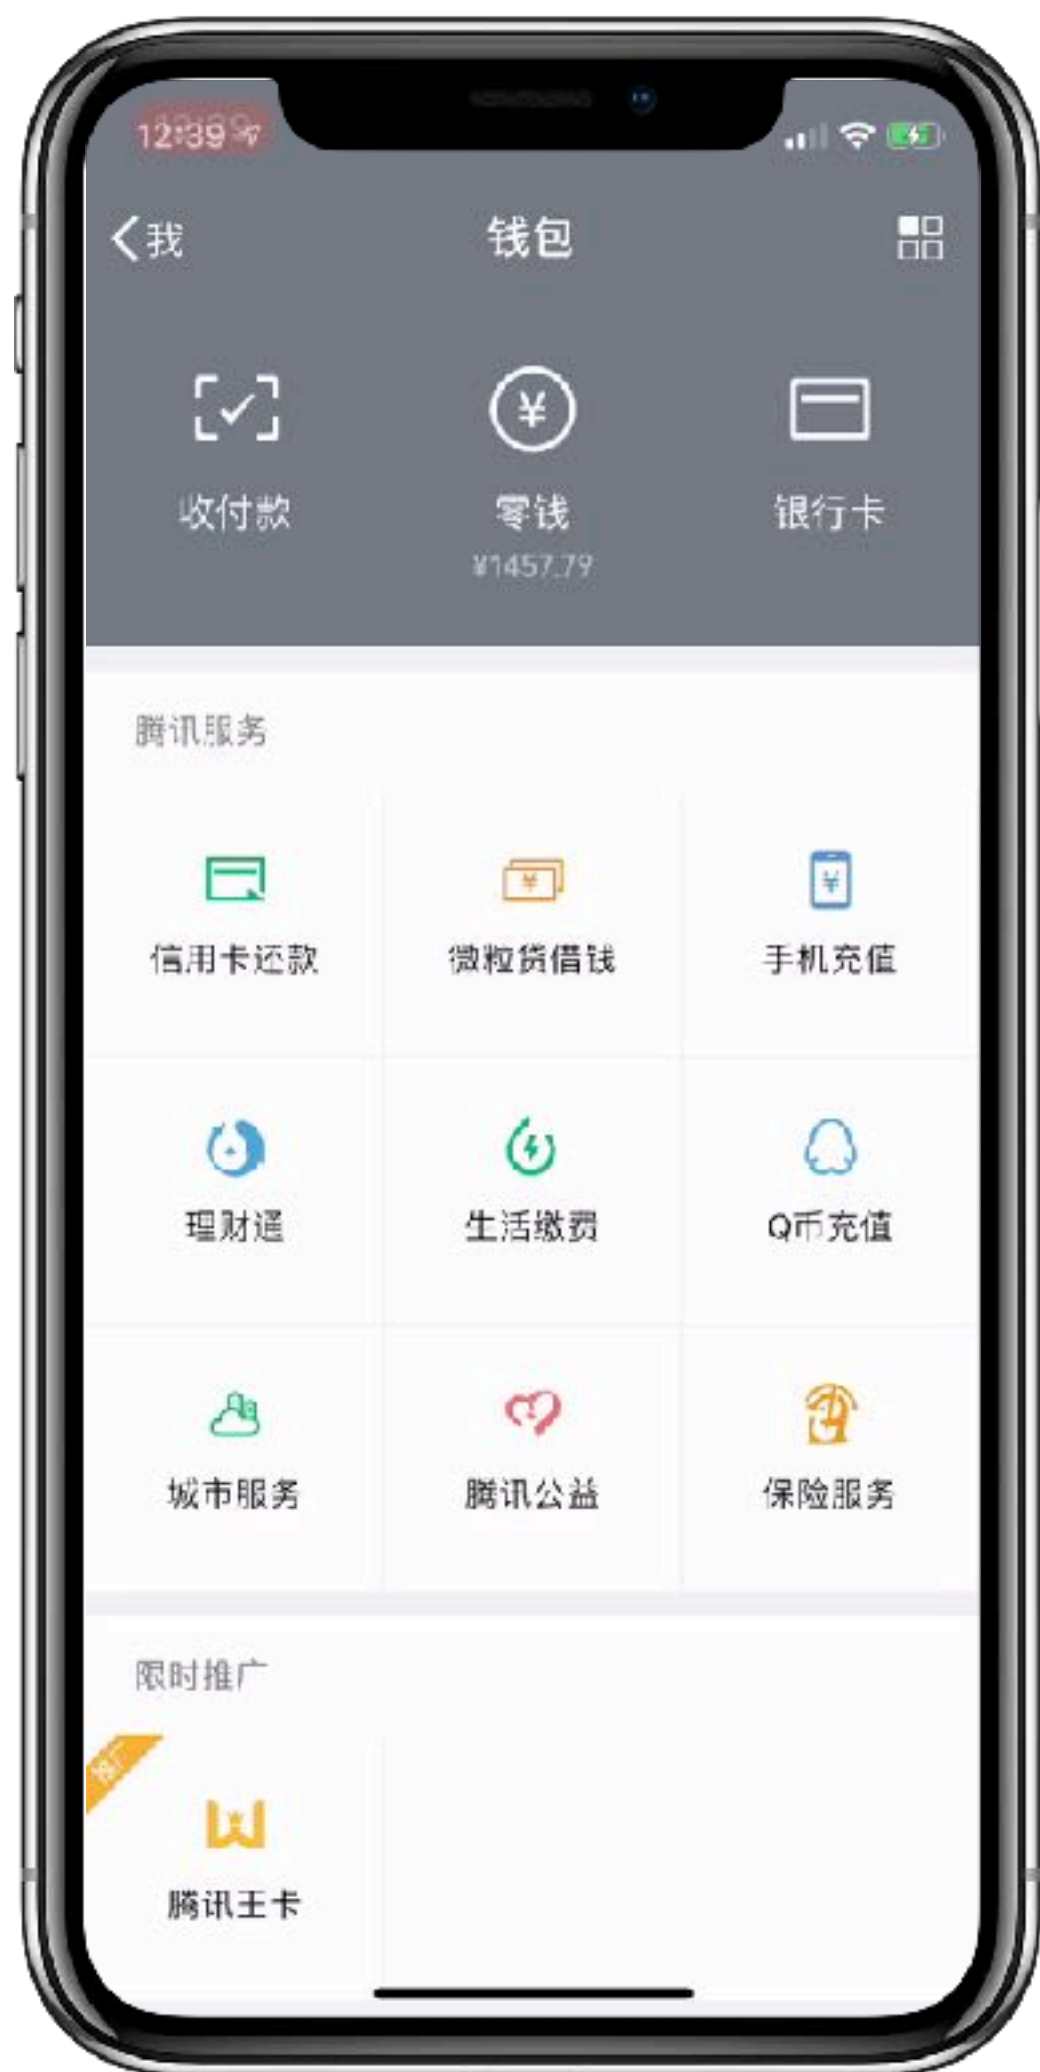 12:39
我
钱包
收付款
零钱
银行卡
¥1457.79
腾讯服务
信用卡还款
微粒贷借钱
手机充值
理财通
生活缴费
Q币充值
城市服务
腾讯公益
保险服务
限时推广
推广
腾讯王卡